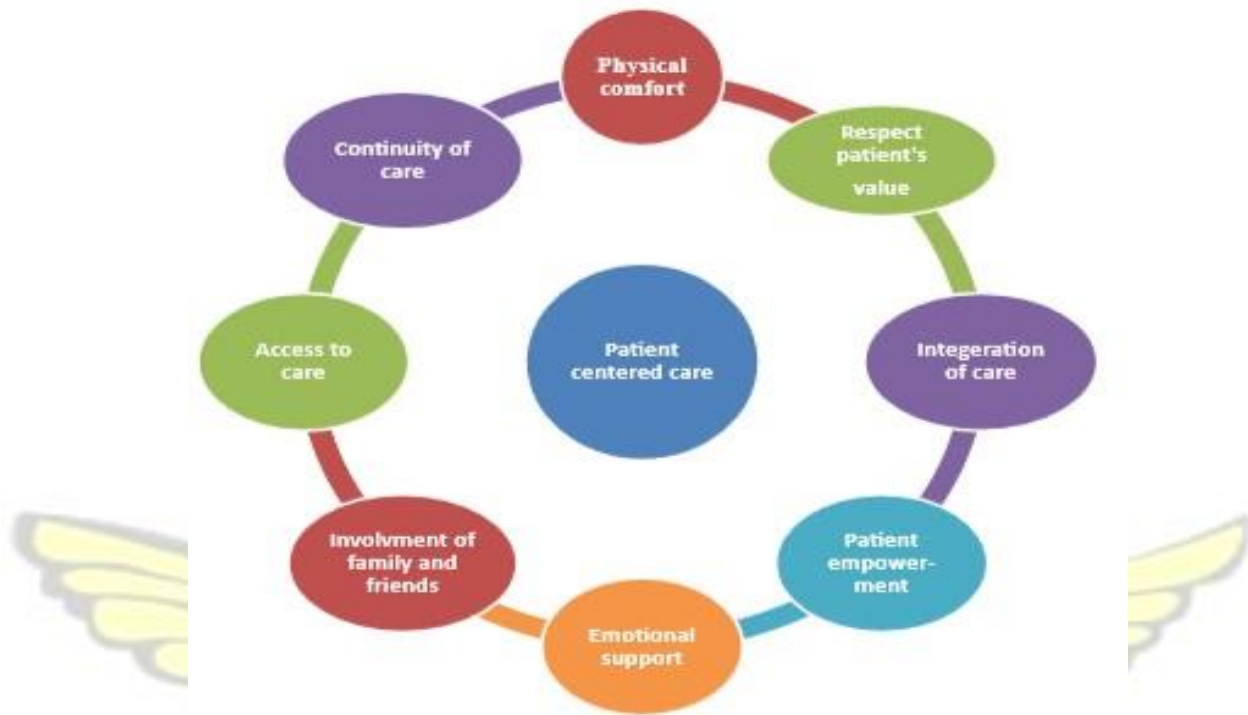 Physical
comfort
Respect
patient's
value
Integeration
of care
Patient
empower-
ment
Emotional
support
Involvment of
family and
friends
Access to
care
Continuity of
care
Patient
centered care